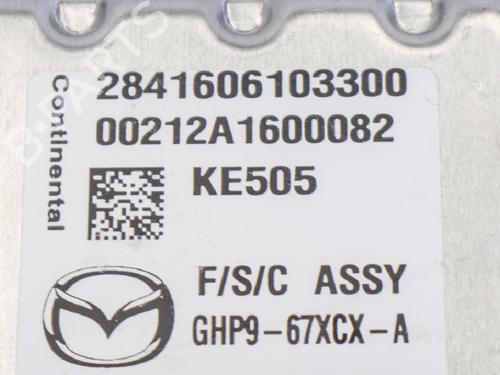 Continental
2841606103300
00212A1600082
KE505
F/S/C ASSY
GHP9-67XCX-A
B-PARTS